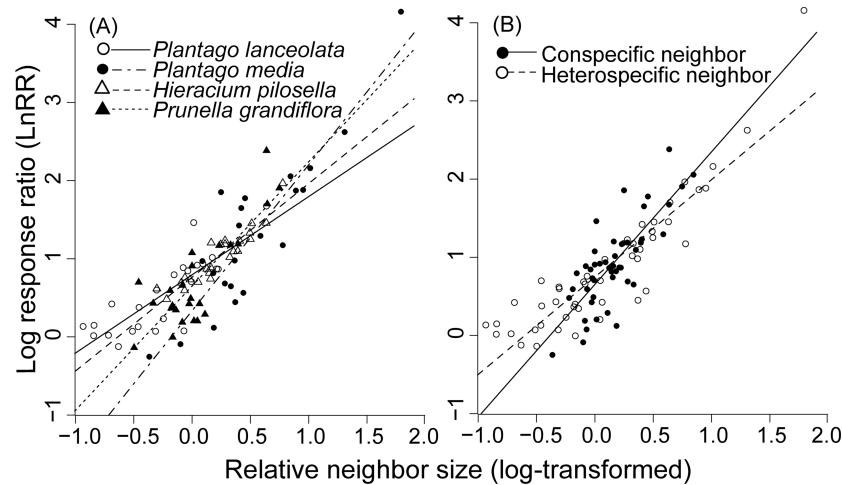 (A)
Plantago lanceolata
Plantago media
Hieracium pilosella
Prunella grandiflora
Log response ratio (LnRR)
4
3
2
1
0
−1
−1.0 −0.5 0.0 0.5 1.0 1.5 2.0
(B)
Conspecific neighbor
Heterospecific neighbor
4
3
2
1
0
−1
−1.0 −0.5 0.0 0.5 1.0 1.5 2.0
Relative neighbor size (log-transformed)